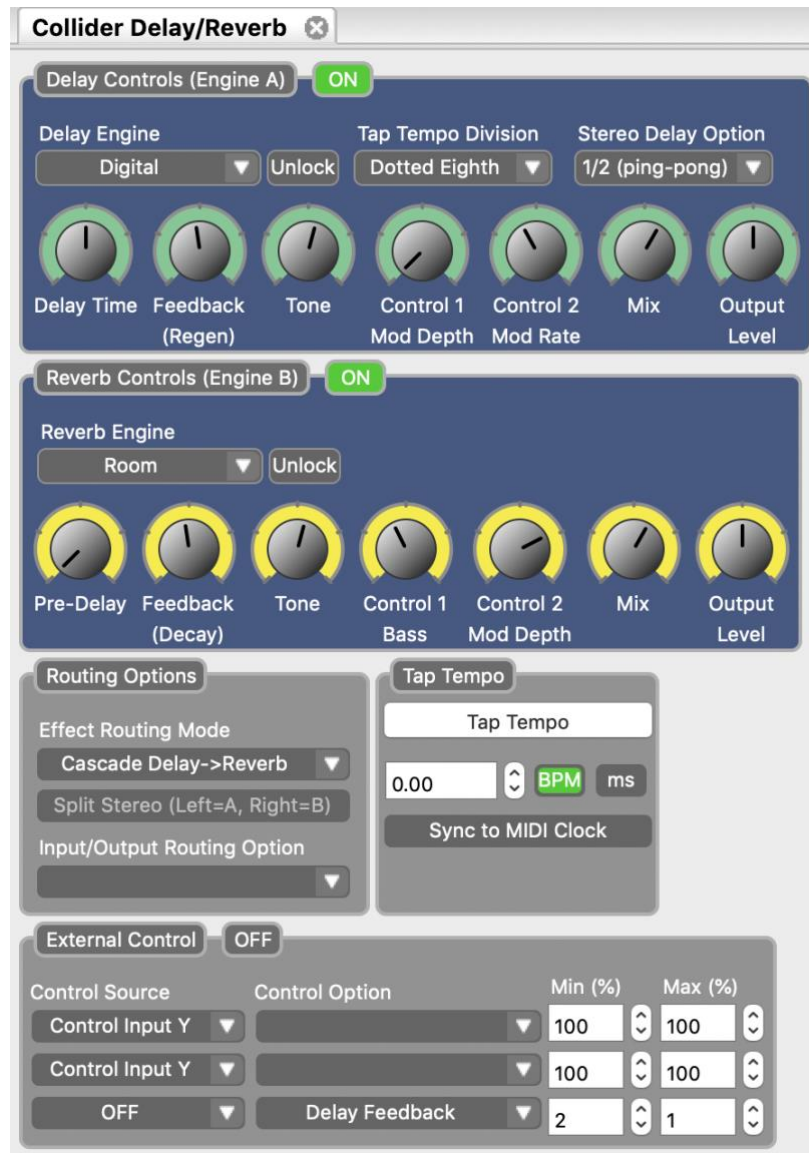 Collider Delay/Reverb
Delay Controls (Engine A) ON
Delay Engine Tap Tempo Division Stereo Delay Option
Digital Unlock Dotted Eighth 1/2 (ping-pong)
Delay Time Feedback Tone Control 1 Control 2 Mix Output
(Regen) Mod Depth Mod Rate Level
Reverb Controls (Engine B) ON
Reverb Engine
Room Unlock
Pre-Delay Feedback Tone Control 1 Control 2 Mix Output
(Decay) Bass Mod Depth Level
Routing Options
Effect Routing Mode
Cascade Delay->Reverb
Split Stereo (Left=A, Right=B)
Input/Output Routing Option
Tap Tempo
Tap Tempo
0.00 BPM ms
Sync to MIDI Clock
External Control OFF
Control Source Control Option Min (%) Max (%)
Control Input Y 100 100
Control Input Y 100 100
OFF Delay Feedback 2 1